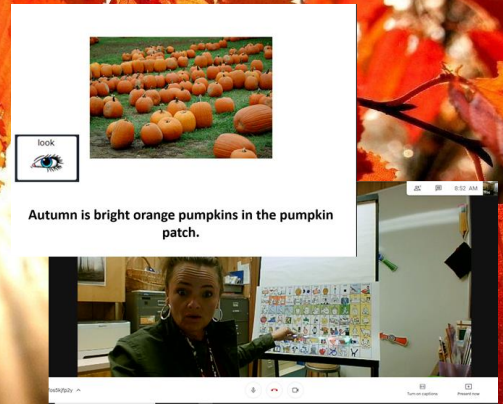 look
Autumn is bright orange pumpkins in the pumpkin
patch.
6:52 AM
Turn on captions
Present now